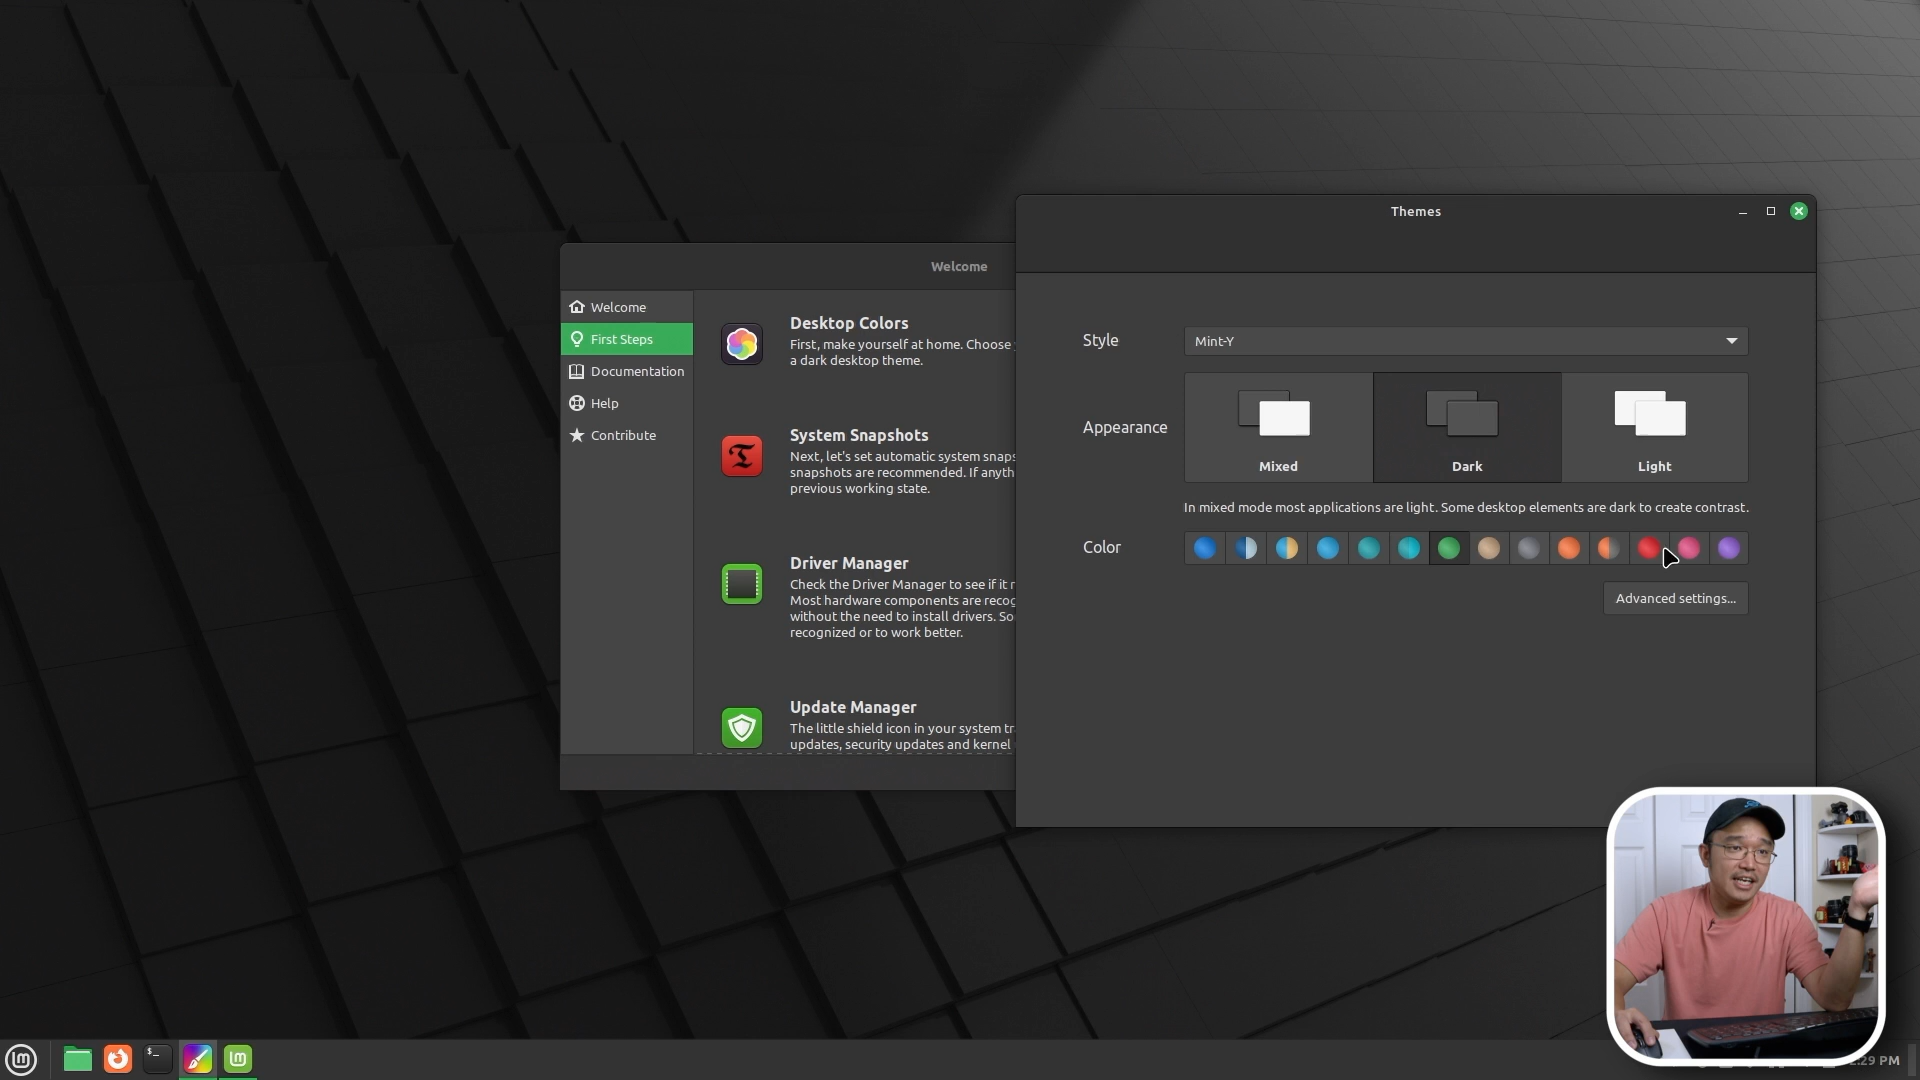 Themes
Welcome
Welcome
First Steps
Documentation
Help
Contribute
Desktop Colors
First, make yourself at home. Choose
a dark desktop theme.
System Snapshots
Next, let's set automatic system snaps
snapshots are recommended. If anyth
previous working state.
Driver Manager
Check the Driver Manager to see if it r
Most hardware components are recog
without the need to install drivers. So
recognized or to work better.
Update Manager
The little shield icon in your system tr
updates, security updates and kernel
Style
Mint-Y
Appearance
Mixed
Dark
Light
In mixed mode most applications are light. Some desktop elements are dark to create contrast.
Color
Advanced settings...
:29 PM